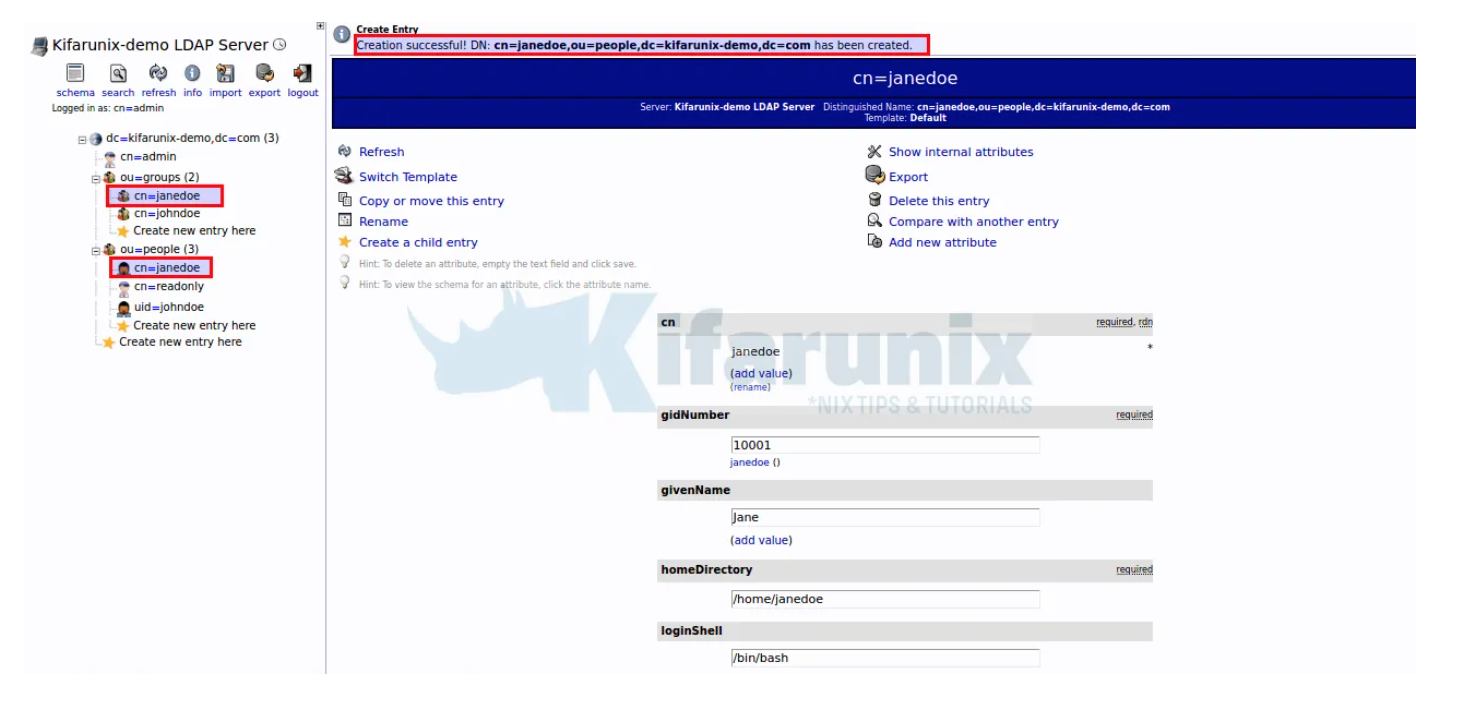 Kifarunix-demo LDAP Server
schema search refresh info import export logout
Logged in as: cn=admin
dc=kifarunix-demo,dc=com (3)
cn=admin
ou=groups (2)
cn=janedoe
cn=johndoe
Create new entry here
ou=people (3)
cn=janedoe
cn=readonly
uid=johndoe
Create new entry here
Create new entry here
Create Entry
Creation successful! DN: cn=janedoe,ou=people,dc=kifarunix-demo,dc=com has been created.
cn=janedoe
Server: Kifarunix-demo LDAP Server Distinguished Name: cn=janedoe,ou=people,dc=kifarunix-demo,dc=com
Template: Default
Refresh
Switch Template
Copy or move this entry
Rename
Create a child entry
Hint: To delete an attribute, empty the text field and click save.
Hint: To view the schema for an attribute, click the attribute name.
Show internal attributes
Export
Delete this entry
Compare with another entry
Add new attribute
Kifarunix
*NIX TIPS & TUTORIALS
cn required, rdn
janedoe *
(add value)
(rename)
gidNumber required
10001
janedoe ()
givenName
Jane
(add value)
homeDirectory required
/home/janedoe
loginShell
/bin/bash